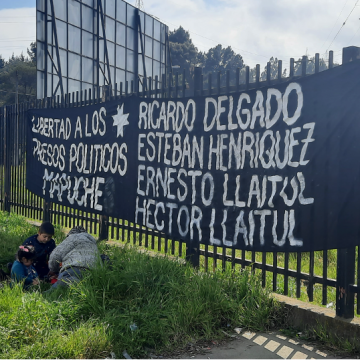 LIBERTAD A LOS
PRESOS POLITICOS
MAPUCHE
RICARDO DELGADO
ESTEBAN HENRIQUEZ
ERNESTO LLAITUL
HECTOR LLAITUL